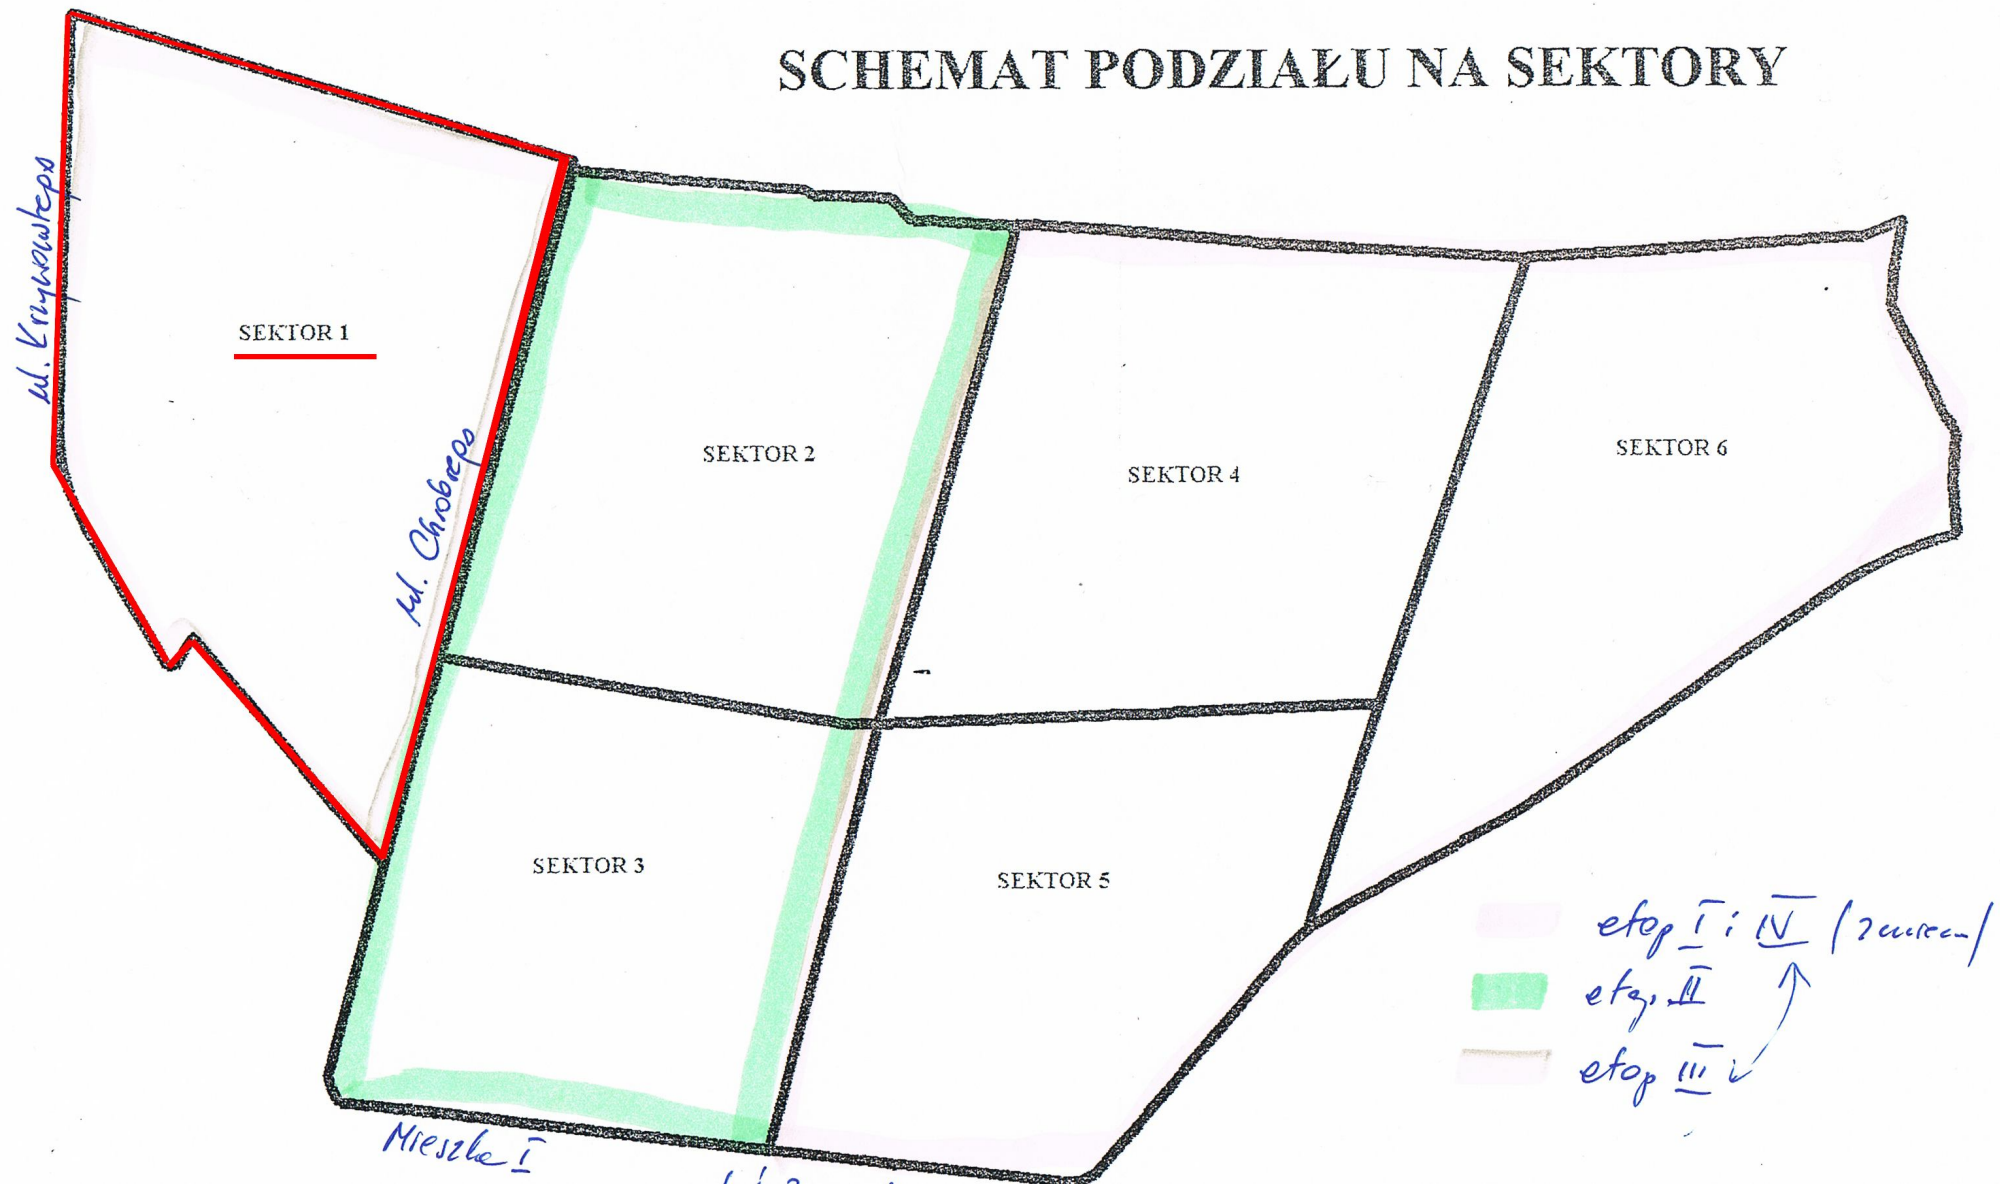 SCHEMAT PODZIAŁU NA SEKTORY
ul. Krzywoustego
SEKTOR 1
ul. Chrobrego
SEKTOR 2
SEKTOR 4
SEKTOR 6
SEKTOR 3
SEKTOR 5
etap I i IV
etap II
etap III
Mieszka I